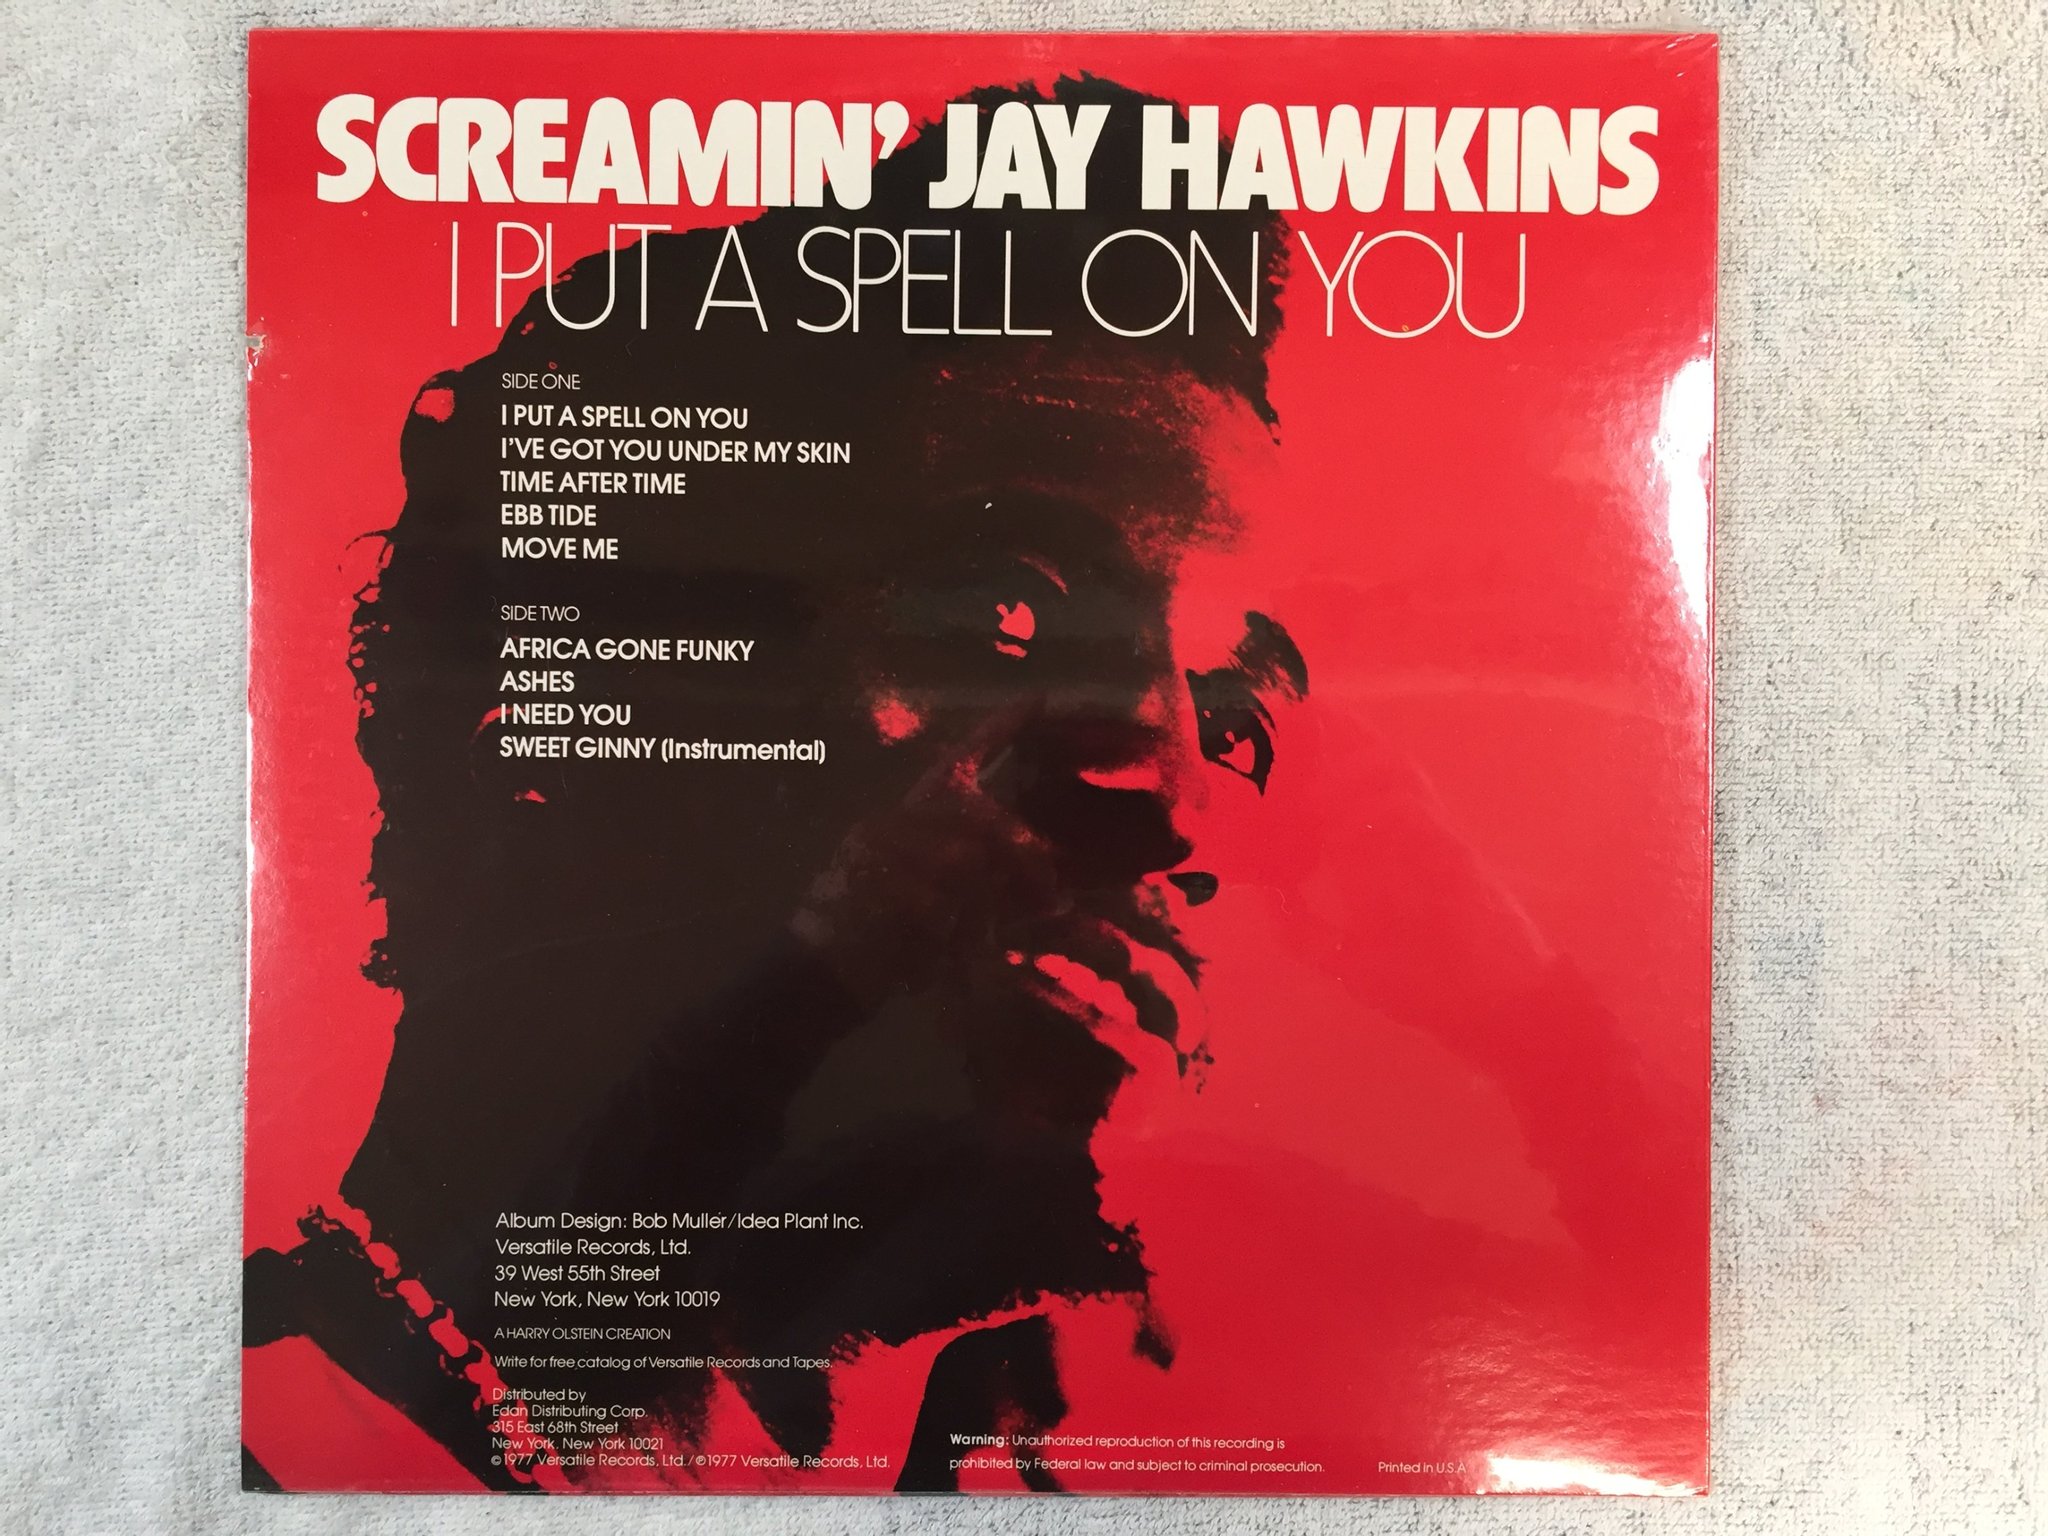 SCREAMIN' JAY HAWKINS
I PUT A SPELL ON YOU
SIDE ONE
I PUT A SPELL ON YOU
I'VE GOT YOU UNDER MY SKIN
TIME AFTER TIME
EBB TIDE
MOVE ME
SIDE TWO
AFRICA GONE FUNKY
ASHES
I NEED YOU
SWEET GINNY (Instrumental)
Album Design: Bob Muller/Idea Plant Inc.
Versatile Records, Ltd.
39 West 55th Street
New York, New York 10019
A HARRY OLSTEIN CREATION
Write for free catalog of Versatile Records and Tapes.
Distributed by
Edan Distributing Corp.
315 East 68th Street
New York, New York 10021
©1977 Versatile Records, Ltd./℗1977 Versatile Records, Ltd.
Warning: Unauthorized reproduction of this recording is
prohibited by Federal law and subject to criminal prosecution.
Printed in U.S.A